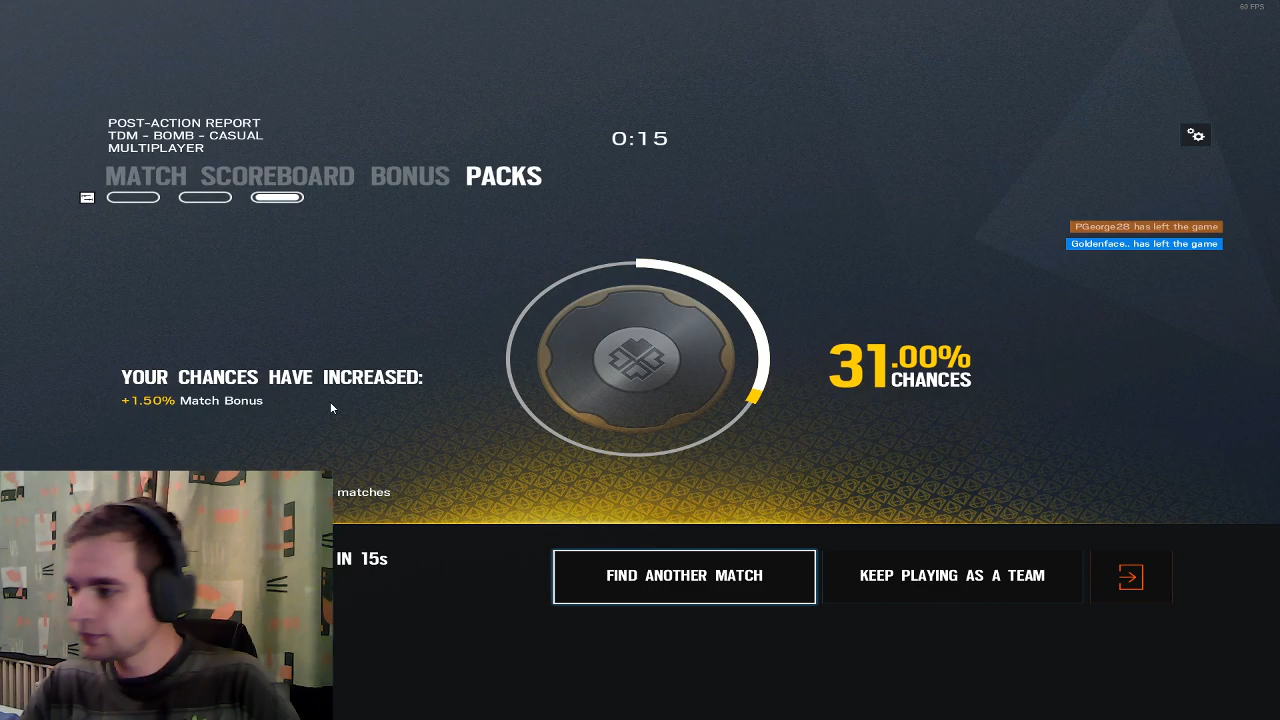 60 FPS
POST-ACTION REPORT
TDM - BOMB - CASUAL
MULTIPLAYER
0:15
MATCH SCOREBOARD BONUS PACKS
PGeorge28 has left the game
Goldenface.. has left the game
YOUR CHANCES HAVE INCREASED:
+1.50% Match Bonus
31.00%
CHANCES
matches
IN 15s
FIND ANOTHER MATCH
KEEP PLAYING AS A TEAM